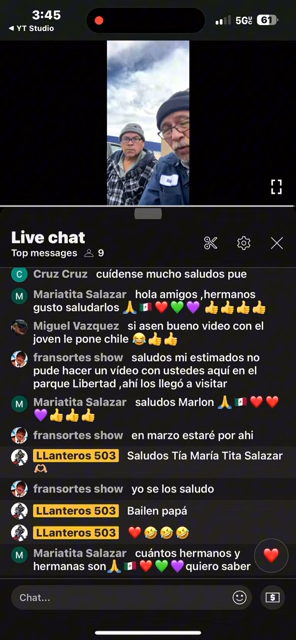 3:45
5GE 61
◀ YT Studio
Live chat
Top messages 9
C Cruz Cruz cuídense mucho saludos pue
M Mariatita Salazar hola amigos ,hermanos
gusto saludarlos 🙏🇲🇽❤️💚💜 👍👍👍👍
Miguel Vazquez si asen bueno video con el
joven le pone chile 😂👍👍
fransortes show saludos mi estimados no
pude hacer un vídeo con ustedes aquí en el
parque Libertad ,ahí los llegó a visitar
M Mariatita Salazar saludos Marlon 🙏🇲🇽❤️❤️
💜👍👍👍
fransortes show en marzo estaré por ahi
LLanteros 503 Saludos Tía María Tita Salazar
🫶🏽
fransortes show yo se los saludo
LLanteros 503 Bailen papá
LLanteros 503 ❤️🤣🤣🤣
M Mariatita Salazar cuántos hermanos y
hermanas son🙏🇲🇽❤️💚💜quiero saber
Chat...